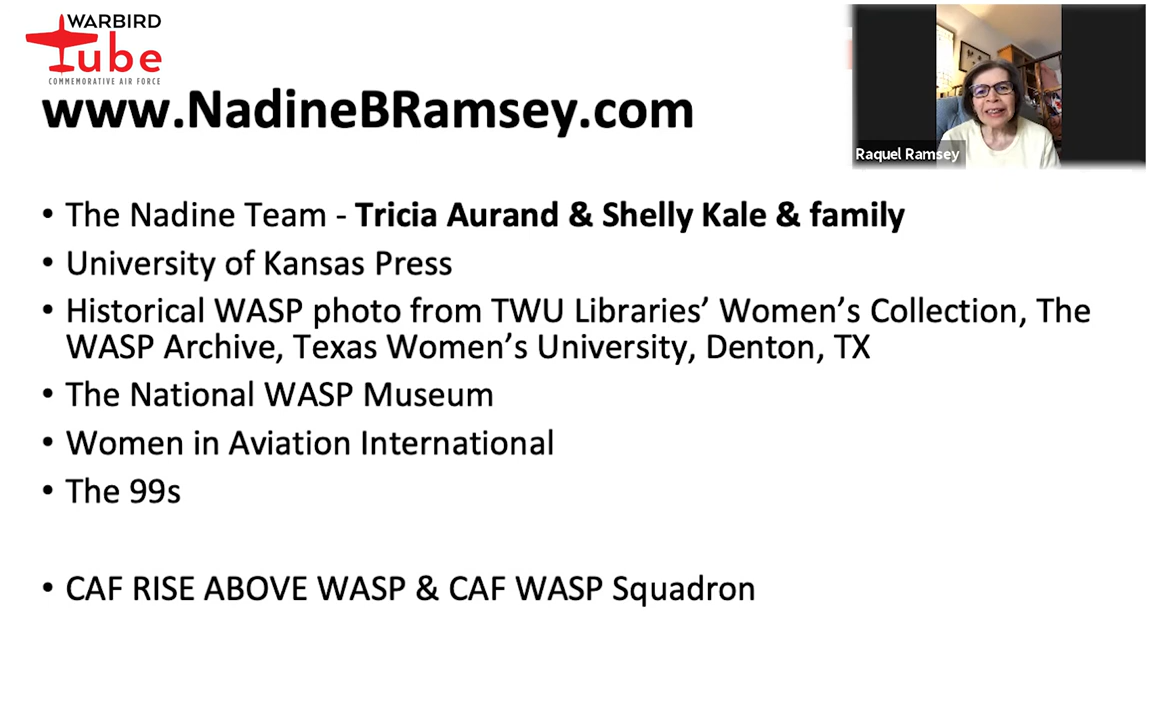 WARBIRD
Tube
COMMEMORATIVE AIR FORCE
www.NadineBRamsey.com
Raquel Ramsey
• The Nadine Team - Tricia Aurand & Shelly Kale & family
• University of Kansas Press
• Historical WASP photo from TWU Libraries’ Women’s Collection, The
WASP Archive, Texas Women’s University, Denton, TX
• The National WASP Museum
• Women in Aviation International
• The 99s
• CAF RISE ABOVE WASP & CAF WASP Squadron